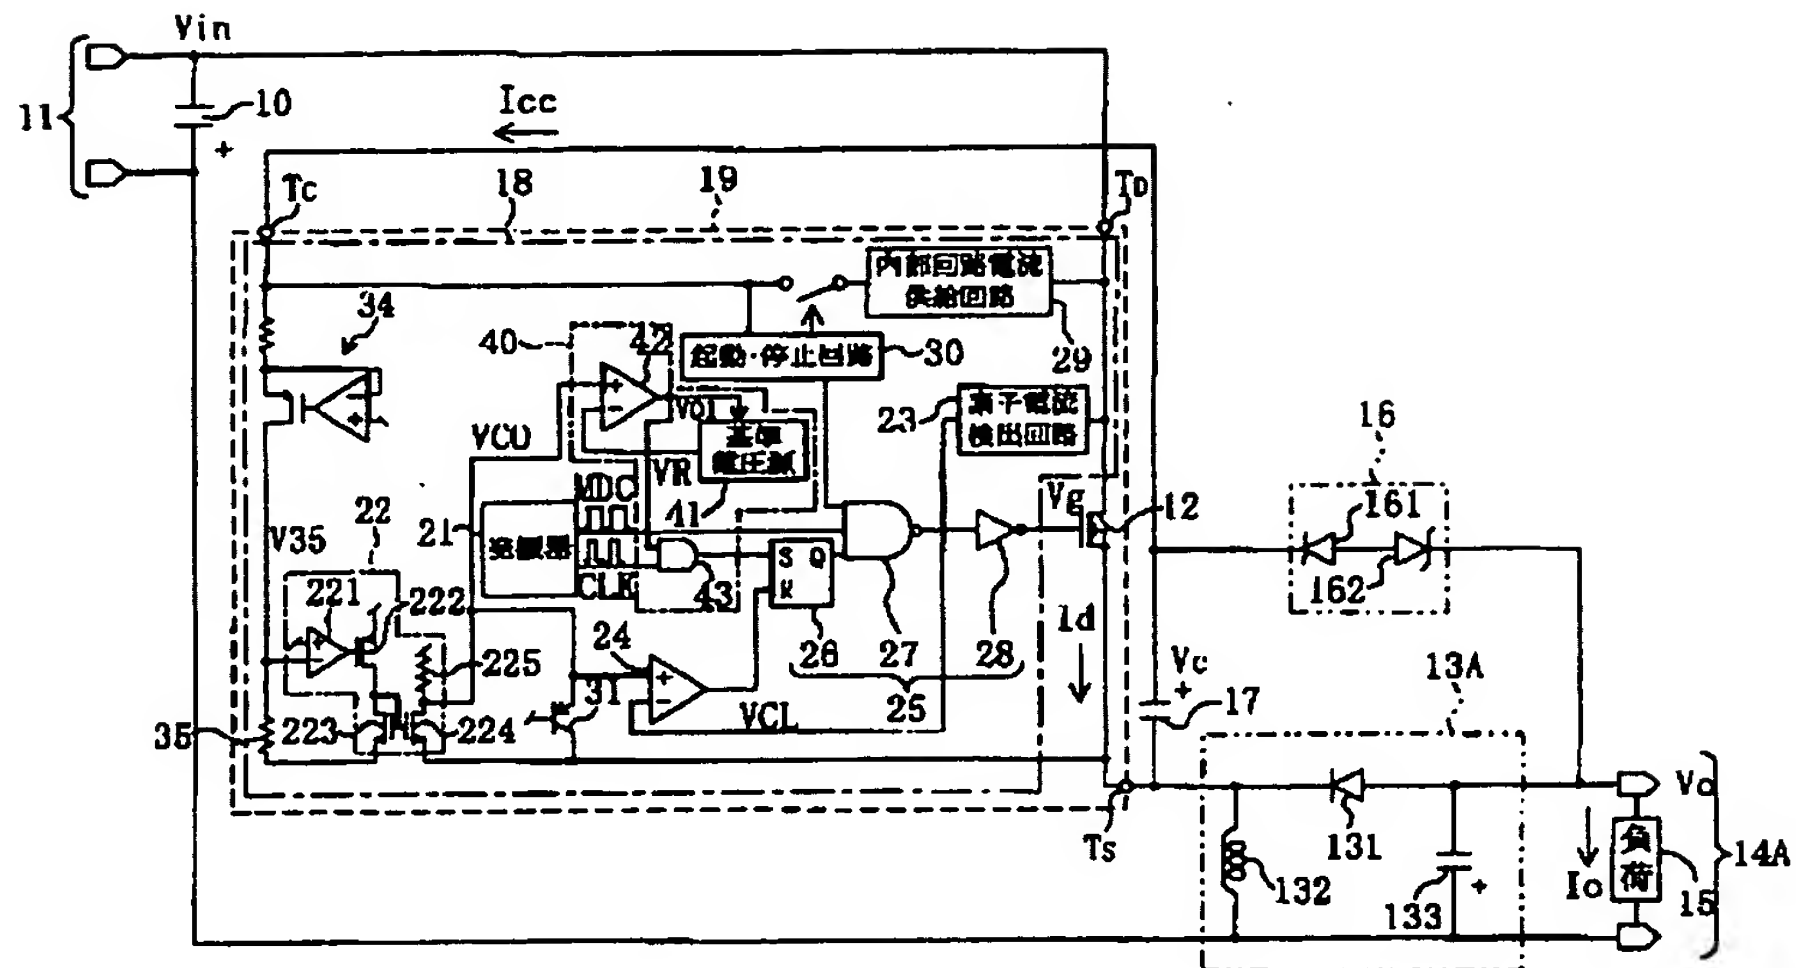 Vin
11
10
+
Icc
TC
18
19
TD
内部回路電流
供給回路
34
40
42
起動・停止回路
30
29
+
-
VO1
23
素子電流
検出回路
16
-
+
VCO
基準
電圧源
VR
MDC
41
Vg
12
161
22
21
発振器
V35
S Q
R
162
CLK
43
221
222
24
Id
225
26
27
28
Vc
13A
+
-
31
+
-
25
+
17
35
223
224
VCL
Vo
TS
131
負荷
14A
132
133
+
Io
15